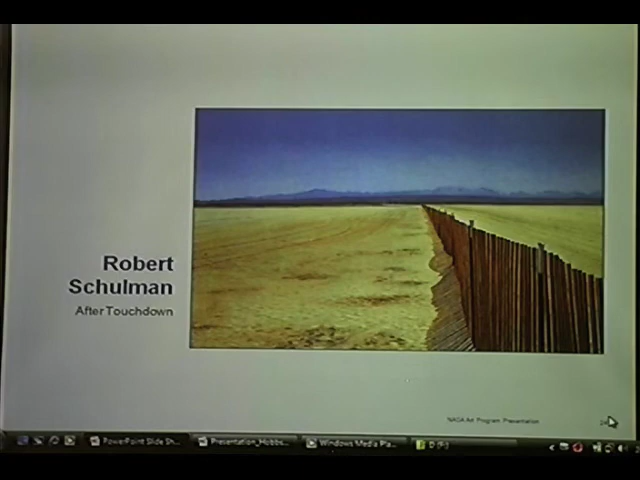 Robert
Schulman
After Touchdown
NASA Art Program Presentation
PowerPoint Slide Sh...
Presentation_Hobbs...
Windows Media Pla...